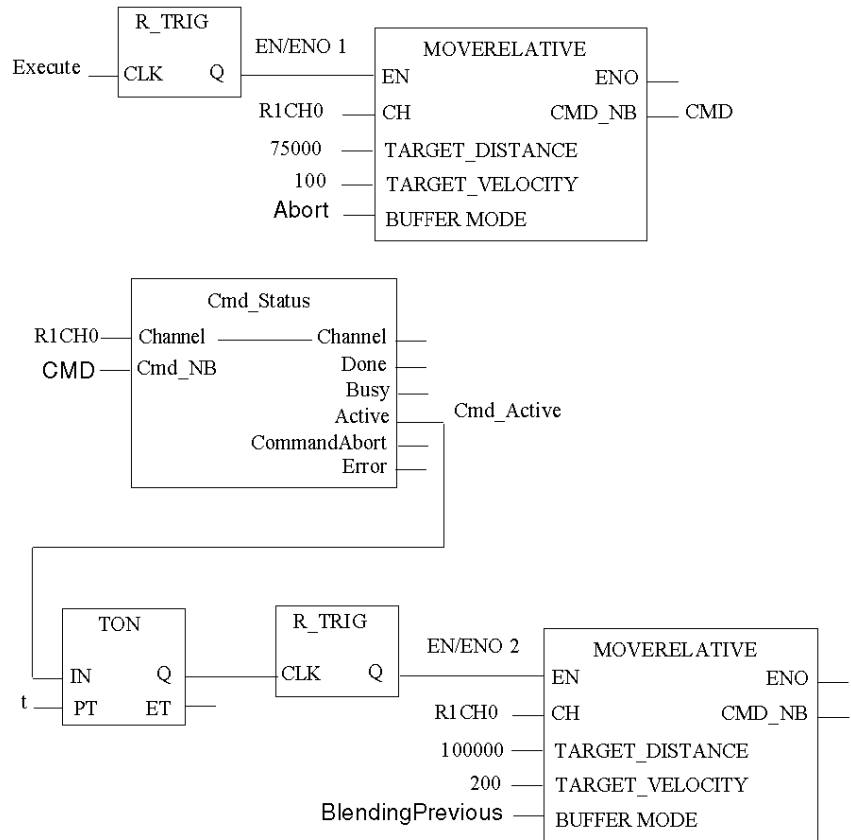 R_TRIG
Execute
CLK Q
EN/ENO 1
MOVERELATIVE
EN ENO
R1CH0 CH CMD_NB CMD
75000 TARGET_DISTANCE
100 TARGET_VELOCITY
Abort BUFFER MODE
Cmd_Status
R1CH0 Channel Channel
CMD Cmd_NB Done
Busy
Active Cmd_Active
CommandAbort
Error
TON
IN Q
t PT ET
R_TRIG
CLK Q
EN/ENO 2
MOVERELATIVE
EN ENO
R1CH0 CH CMD_NB
100000 TARGET_DISTANCE
200 TARGET_VELOCITY
BlendingPrevious BUFFER MODE